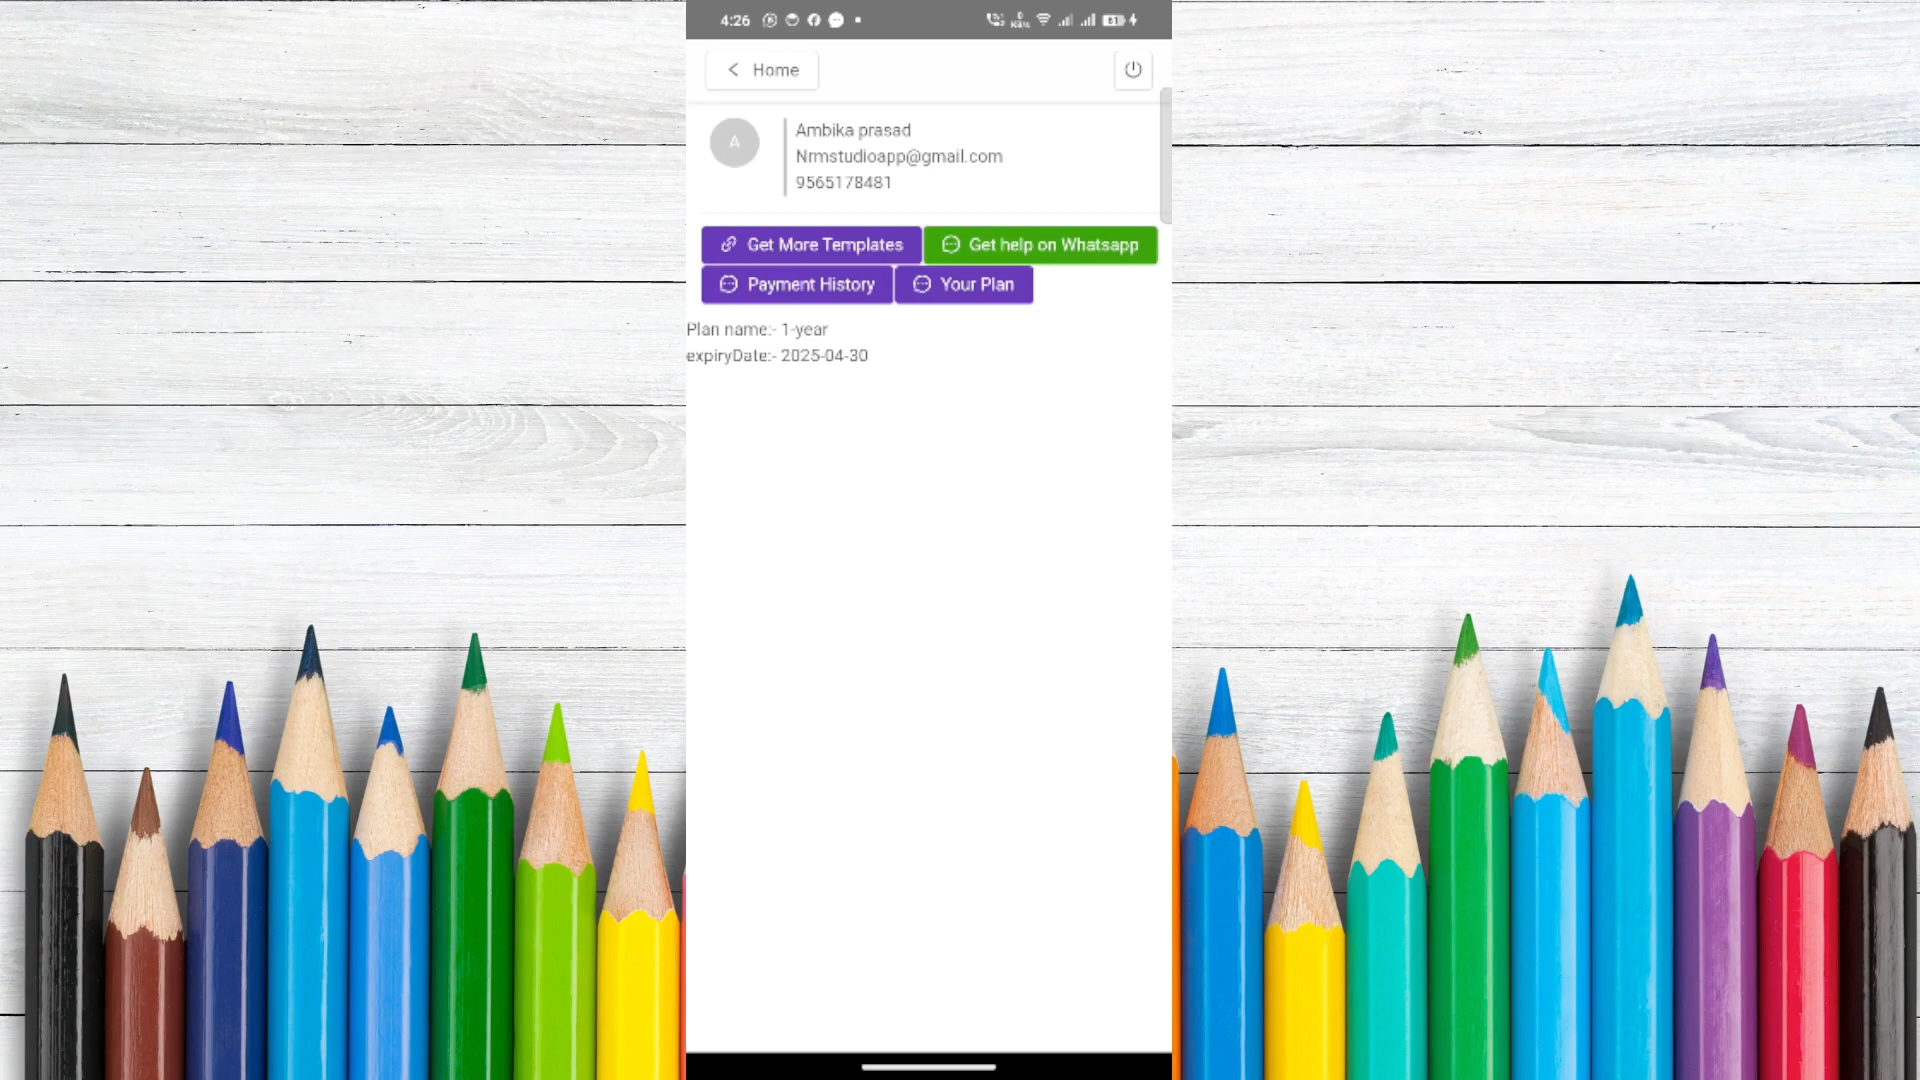 4:26
61
Home
A
Ambika prasad
Nrmstudioapp@gmail.com
9565178481
Get More Templates
Get help on Whatsapp
Payment History
Your Plan
Plan name:- 1-year
expiryDate:- 2025-04-30